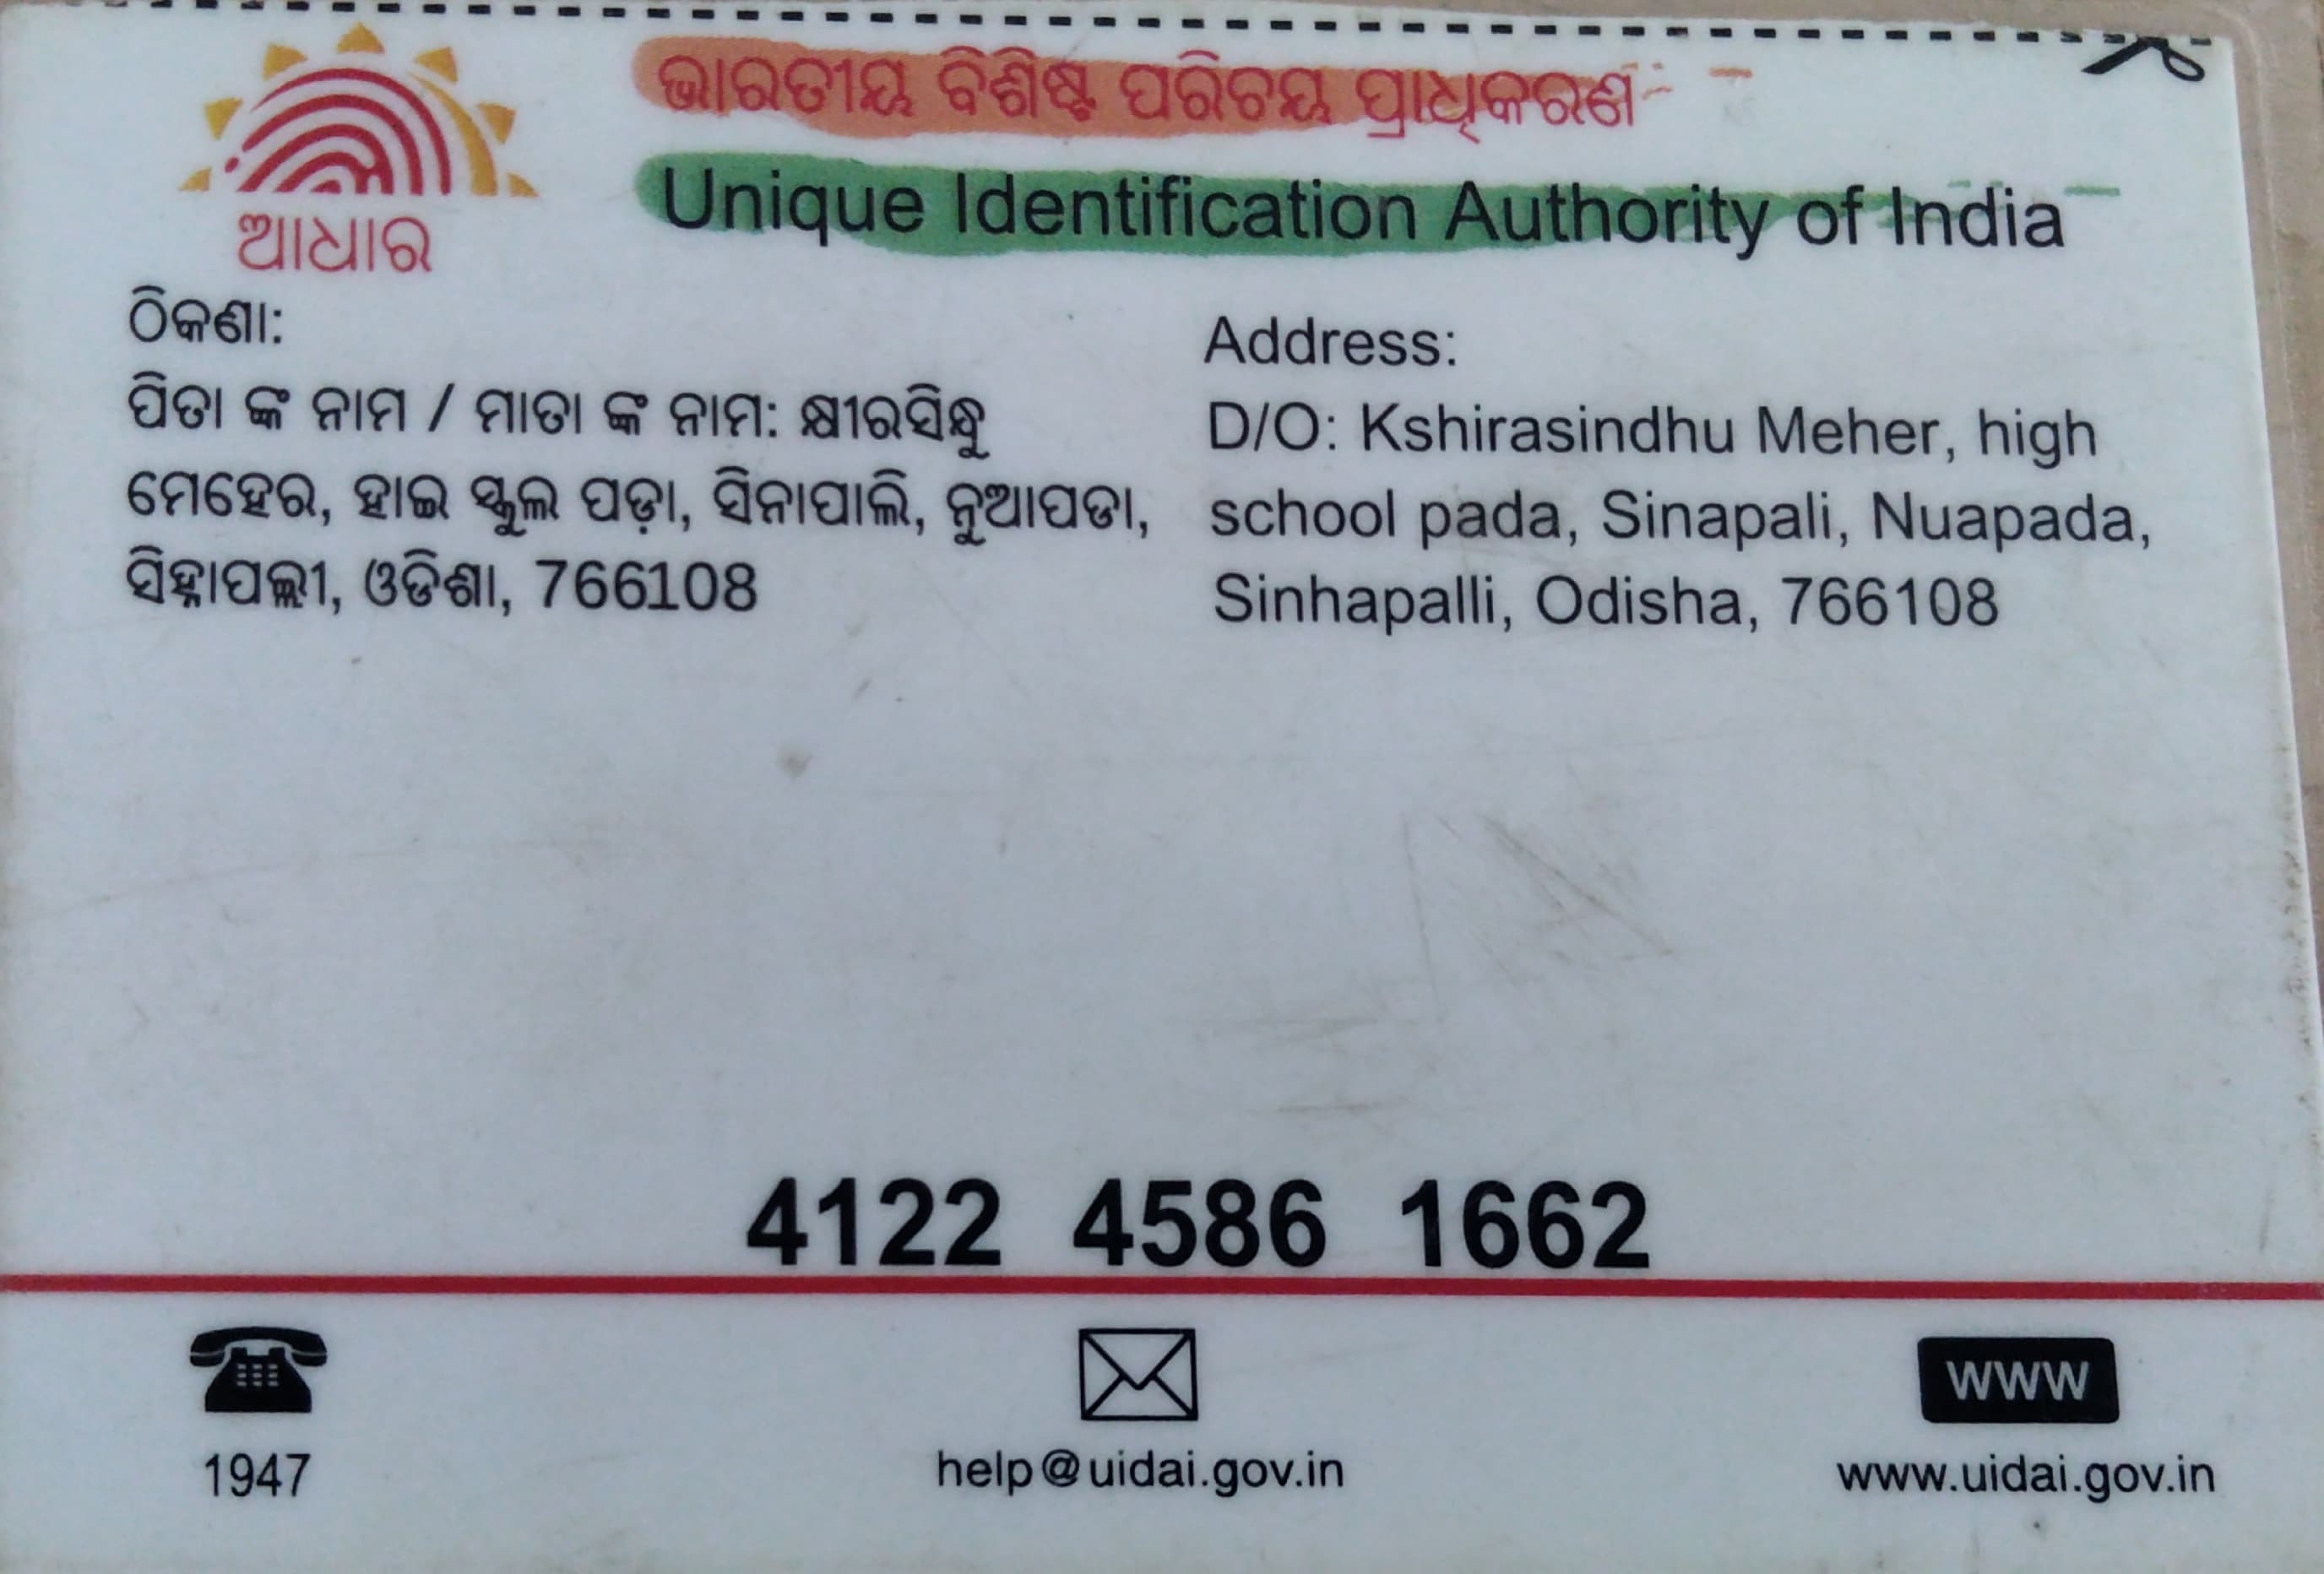 ଭାରତୀୟ ବିଶିଷ୍ଟ ପରିଚୟ ପ୍ରାଧିକରଣ
Unique Identification Authority of India
ଆଧାର
ଠିକଣା:
ପିତା ଙ୍କ ନାମ / ମାତା ଙ୍କ ନାମ: କ୍ଷୀରସିନ୍ଧୁ
ମେହେର, ହାଇ ସ୍କୁଲ ପଡ଼ା, ସିନାପାଲି, ନୁଆପଡା,
ସିହ୍ନାପଲ୍ଲୀ, ଓଡିଶା, 766108
Address:
D/O: Kshirasindhu Meher, high
school pada, Sinapali, Nuapada,
Sinhapalli, Odisha, 766108
4122 4586 1662
WWW
1947
help@uidai.gov.in
www.uidai.gov.in